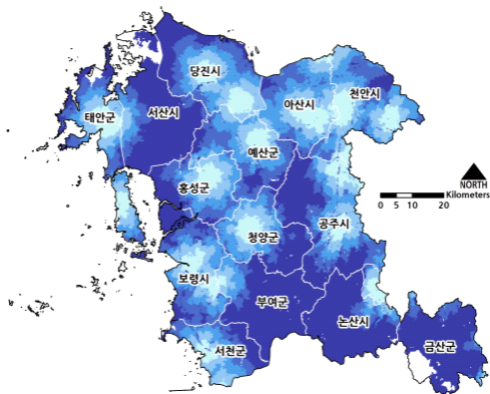 당진시
천안시
아산시
서산시
태안군
예산군
홍성군
NORTH
Kilometers
0 5 10 20
공주시
청양군
보령시
부여군
논산시
금산군
서천군